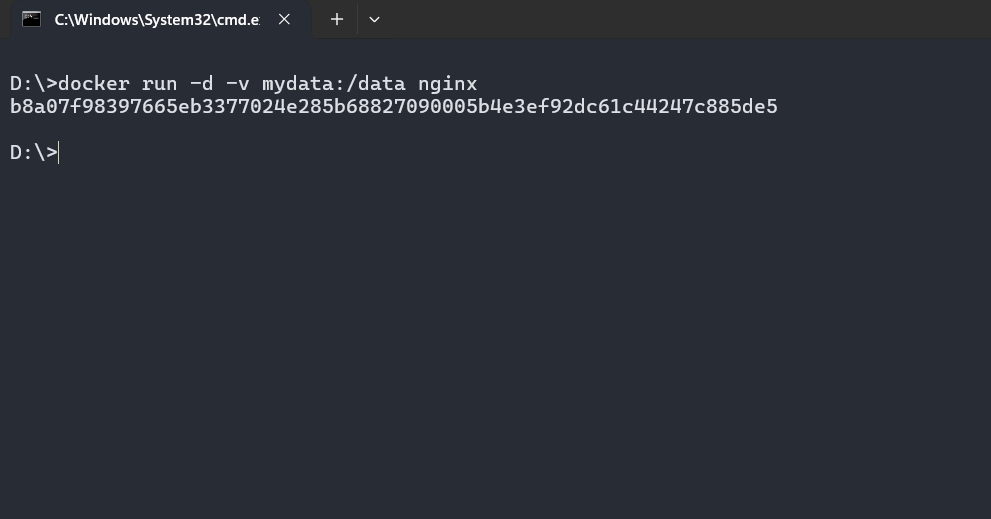 C:\Windows\System32\cmd.e
D:\>docker run -d -v mydata:/data nginx
b8a07f98397665eb3377024e285b68827090005b4e3ef92dc61c44247c885de5
D:\>